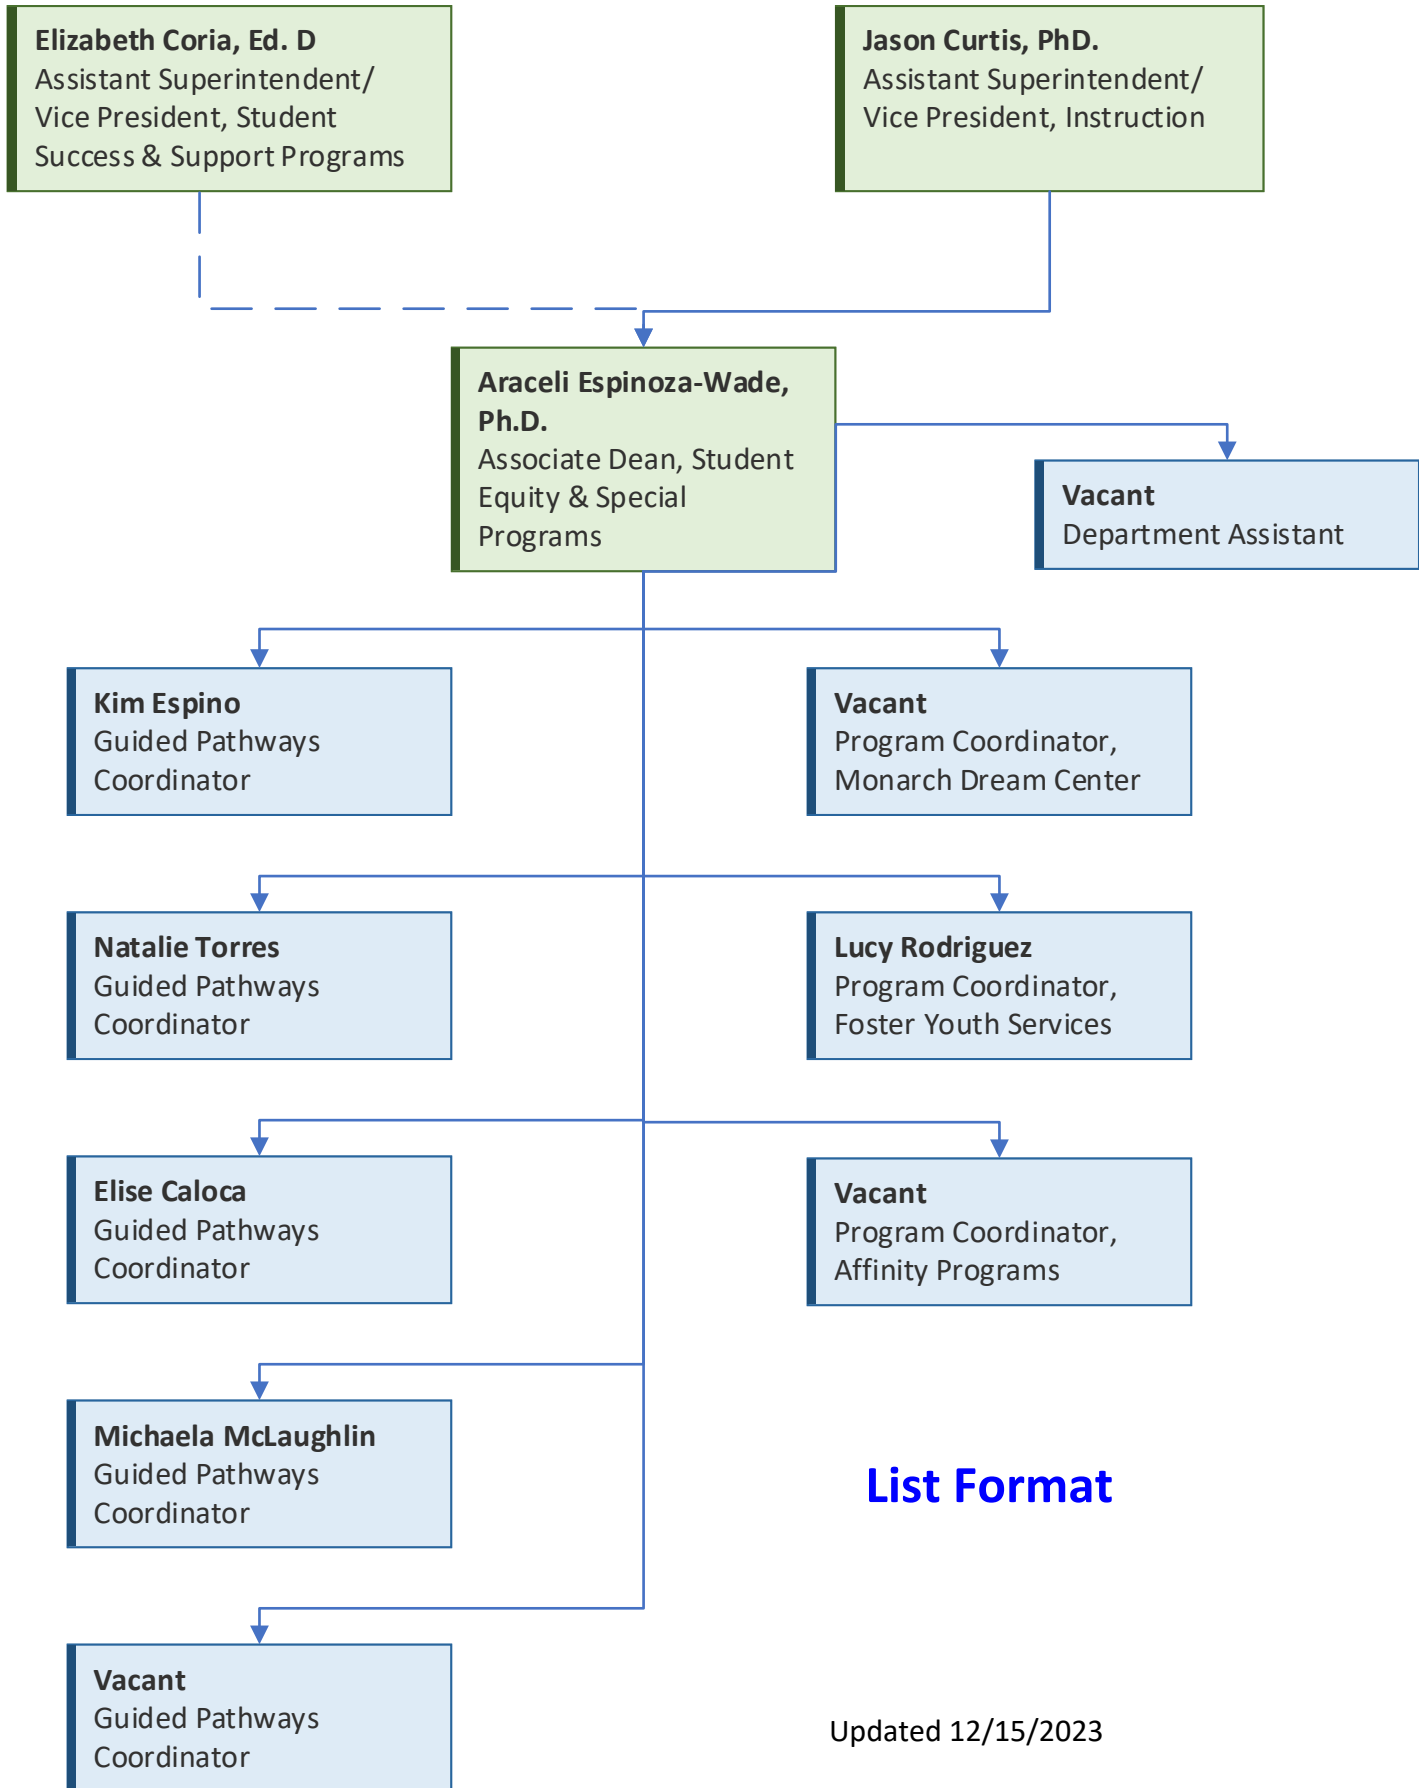 Elizabeth Coria, Ed. D
Assistant Superintendent/
Vice President, Student
Success & Support Programs
Jason Curtis, PhD.
Assistant Superintendent/
Vice President, Instruction
Araceli Espinoza-Wade,
Ph.D.
Associate Dean, Student
Equity & Special
Programs
Vacant
Department Assistant
Kim Espino
Guided Pathways
Coordinator
Vacant
Program Coordinator,
Monarch Dream Center
Natalie Torres
Guided Pathways
Coordinator
Lucy Rodriguez
Program Coordinator,
Foster Youth Services
Elise Caloca
Guided Pathways
Coordinator
Vacant
Program Coordinator,
Affinity Programs
Michaela McLaughlin
Guided Pathways
Coordinator
List Format
Vacant
Guided Pathways
Coordinator
Updated 12/15/2023